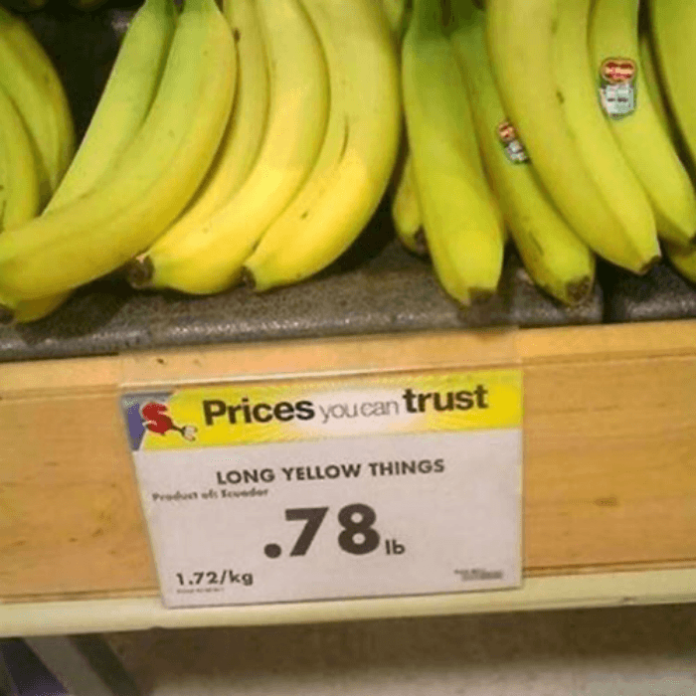 Prices you can trust
LONG YELLOW THINGS
Product of: Ecuador
.78 lb
1.72/kg